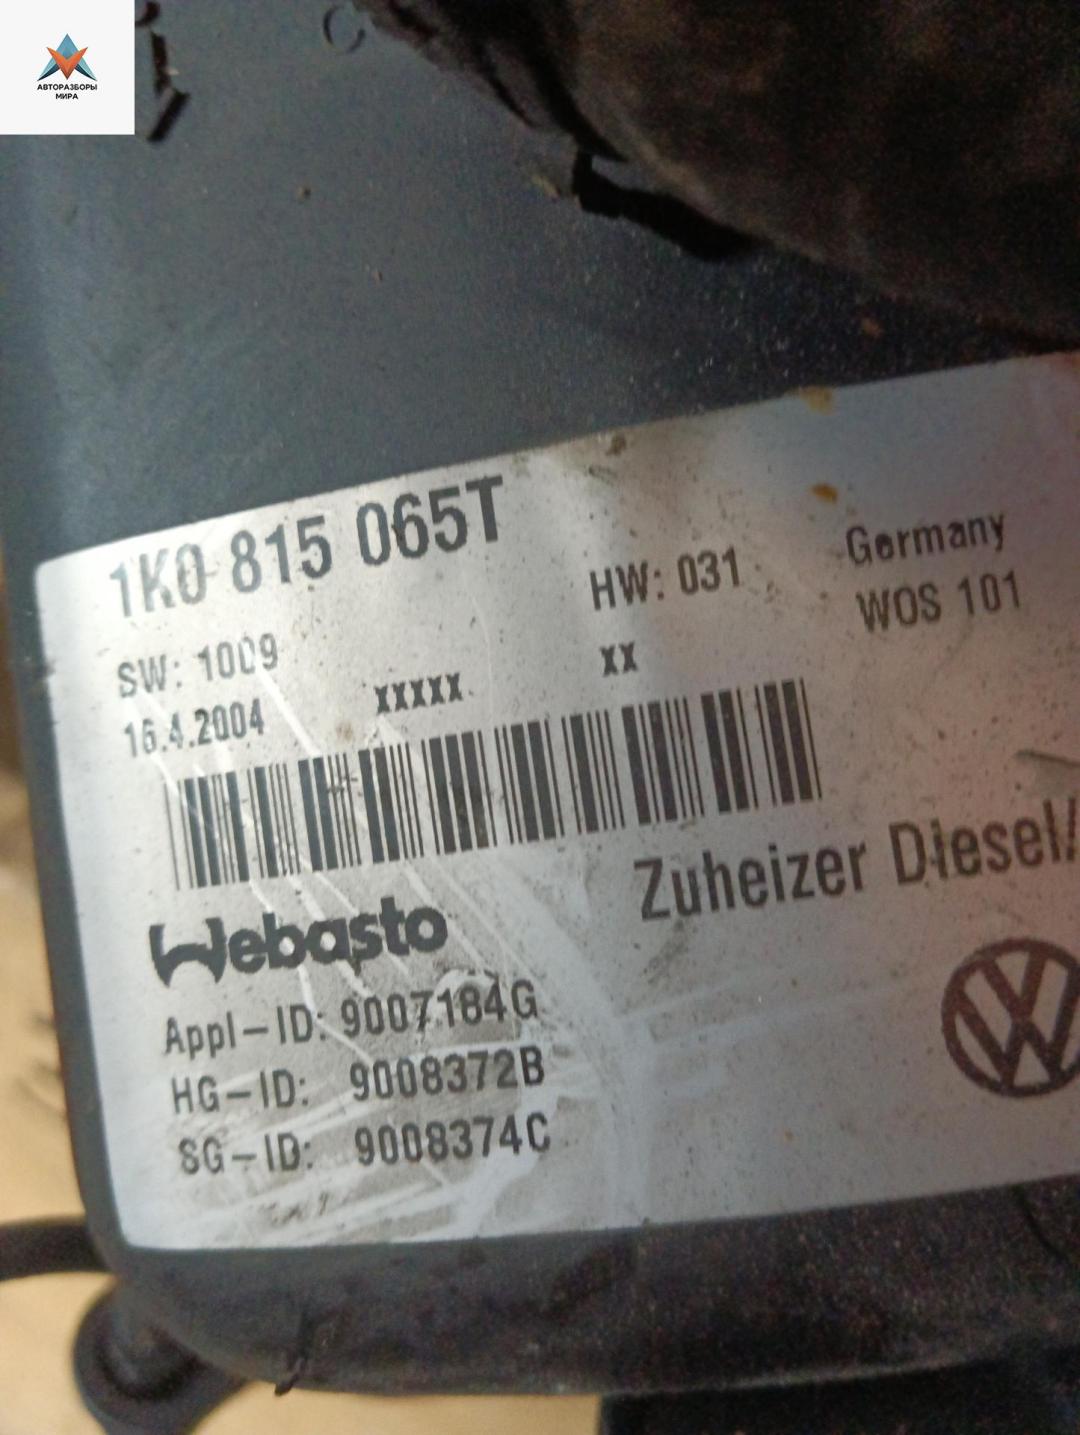 АВТОРАЗБОРЫ
МИРА
1K0 815 065T
HW: 031
Germany
SW: 1009
XX
WOS 101
16.4.2004
XXXXX
Zuheizer Diesel/
Webasto
Appl-ID: 9007184G
HG-ID: 9008372B
SG-ID: 9008374C